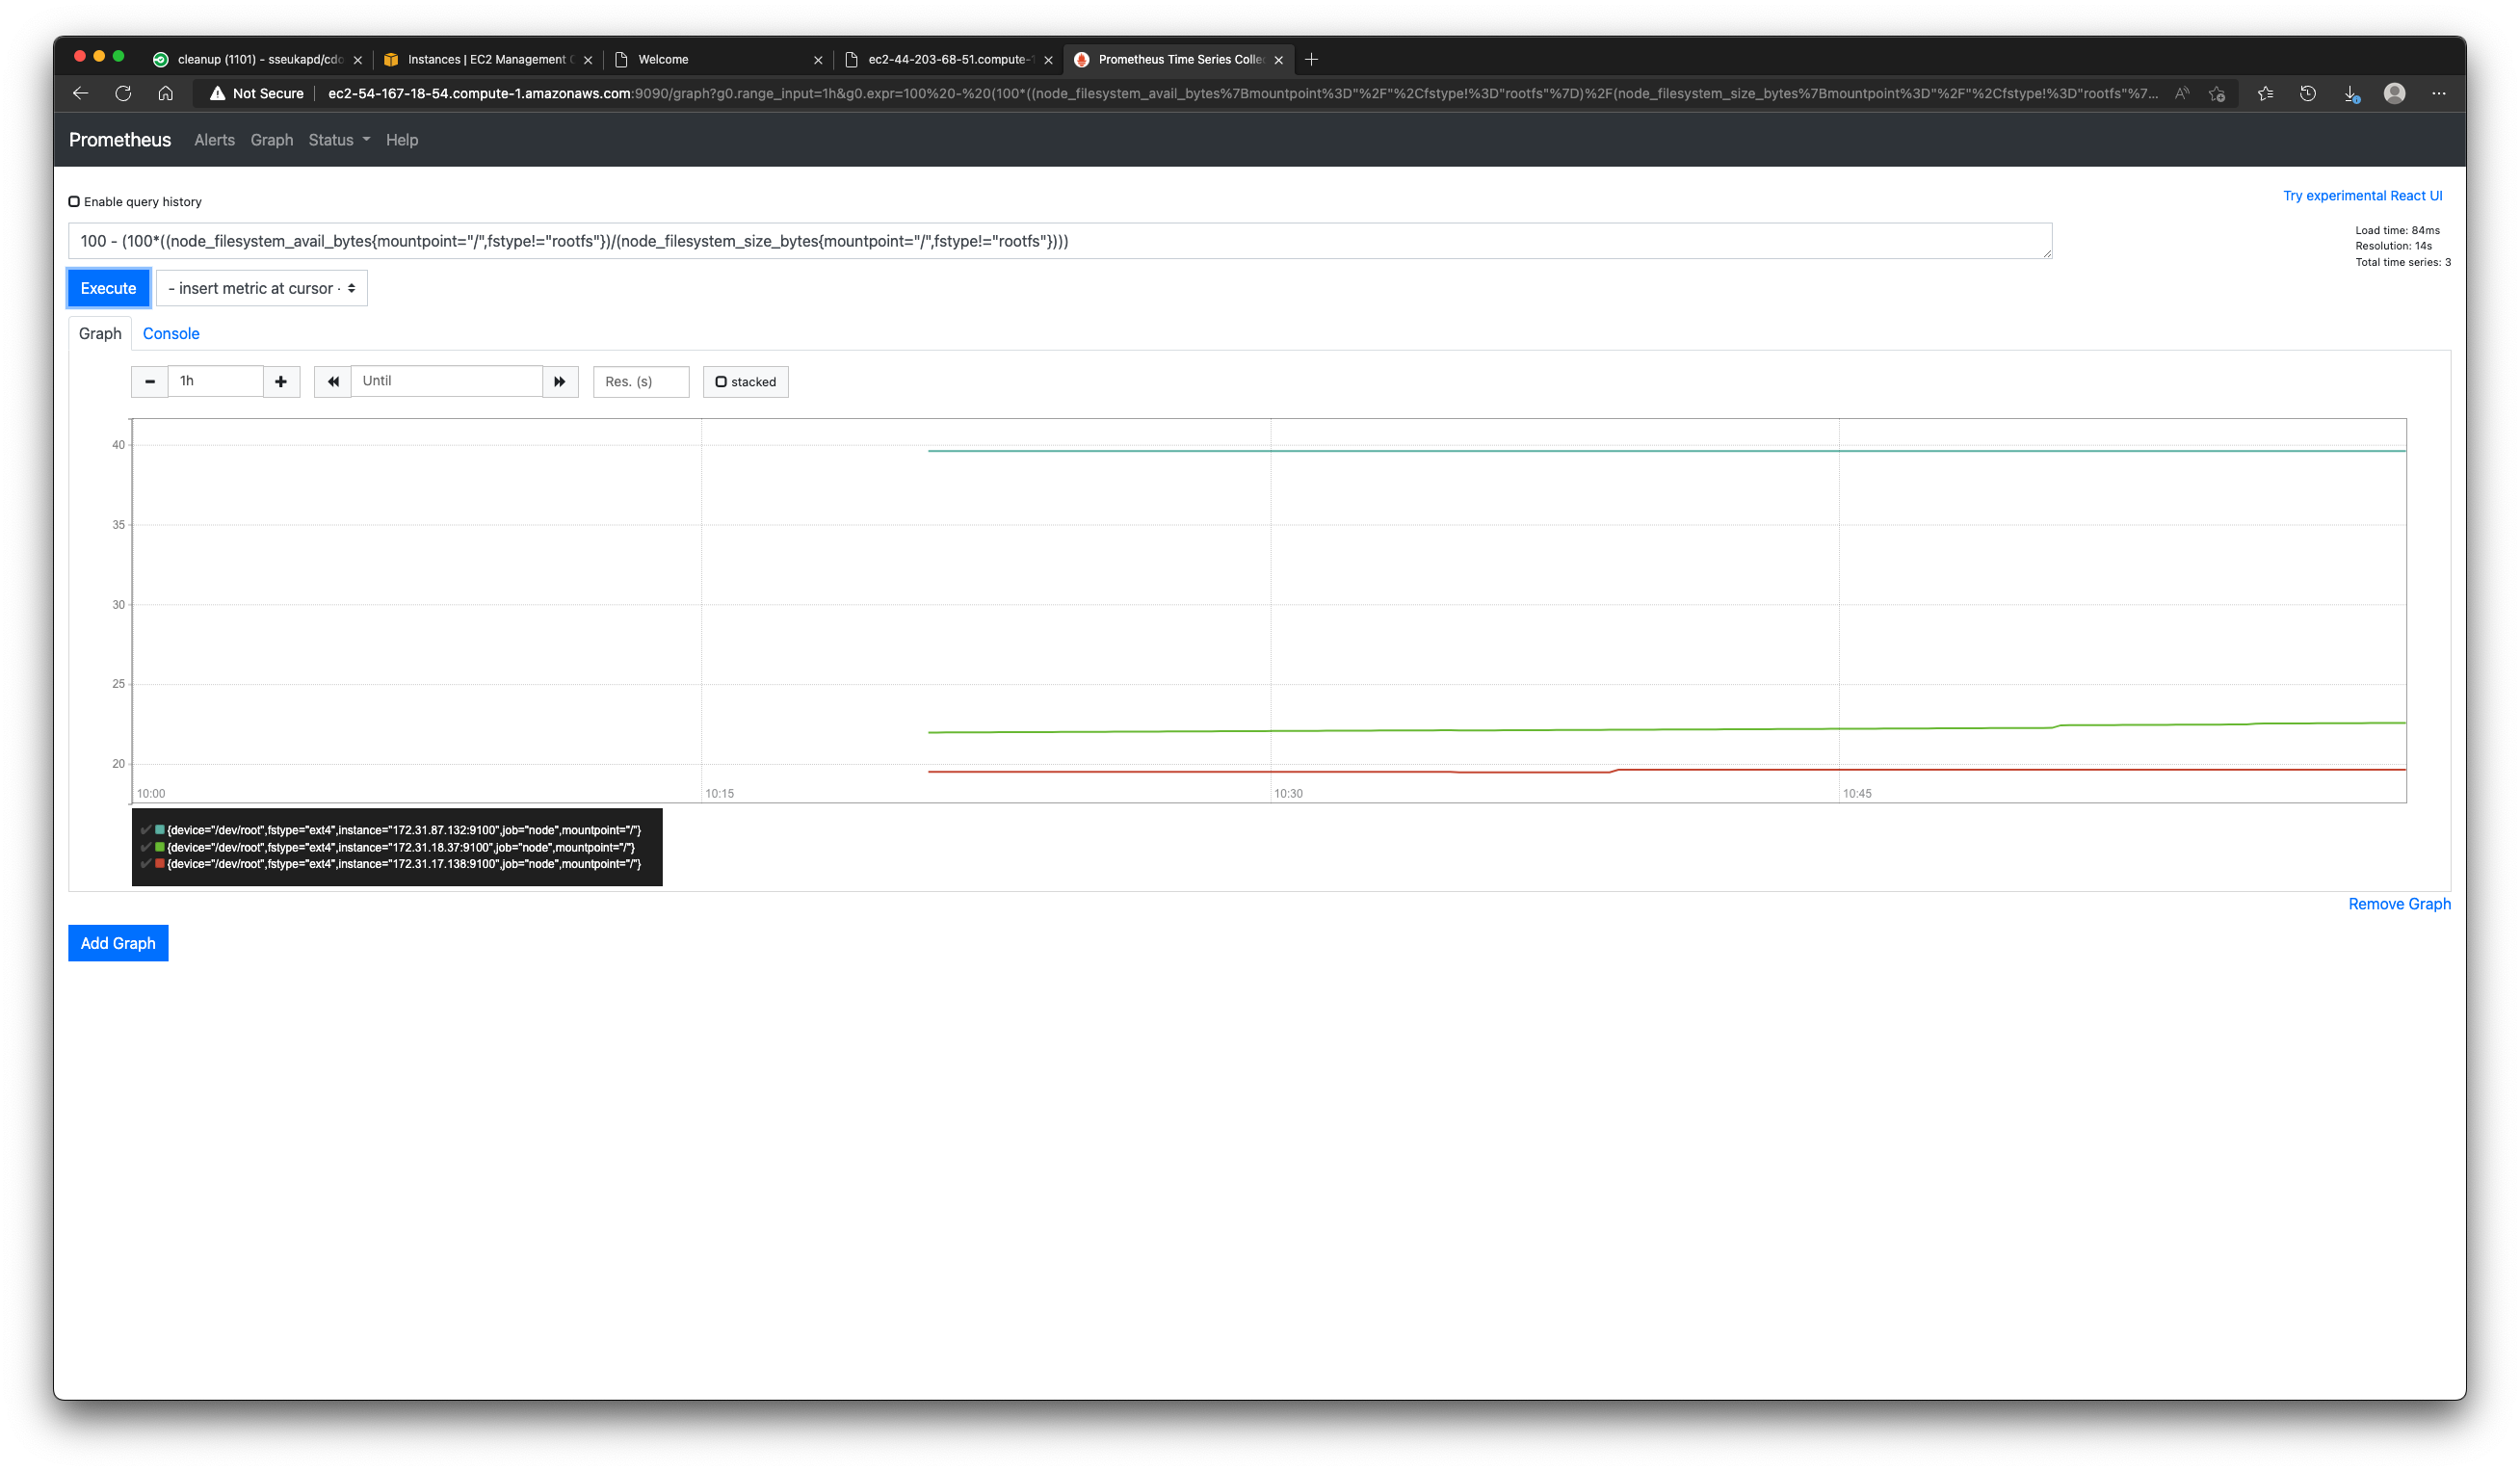 cleanup (1101) - sseukapd/cdo
Instances | EC2 Management C
Welcome
ec2-44-203-68-51.compute-1
Prometheus Time Series Collec
Not Secure
ec2-54-167-18-54.compute-1.amazonaws.com:9090/graph?g0.range_input=1h&g0.expr=100%20-%20(100*((node_filesystem_avail_bytes%7Bmountpoint%3D"%2F"%2Cfstype!%3D"rootfs"%7D)%2F(node_filesystem_size_bytes%7Bmountpoint%3D"%2F"%2Cfstype!%3D"rootfs"%7...
Prometheus Alerts Graph Status Help
Enable query history
Try experimental React UI
100 - (100*((node_filesystem_avail_bytes{mountpoint="/",fstype!="rootfs"})/(node_filesystem_size_bytes{mountpoint="/",fstype!="rootfs"})))
Load time: 84ms
Resolution: 14s
Total time series: 3
Execute
- insert metric at cursor -
Graph
Console
1h
Until
Res. (s)
stacked
40
35
30
25
20
10:00
10:15
10:30
10:45
{device="/dev/root",fstype="ext4",instance="172.31.87.132:9100",job="node",mountpoint="/"}
{device="/dev/root",fstype="ext4",instance="172.31.18.37:9100",job="node",mountpoint="/"}
{device="/dev/root",fstype="ext4",instance="172.31.17.138:9100",job="node",mountpoint="/"}
Remove Graph
Add Graph